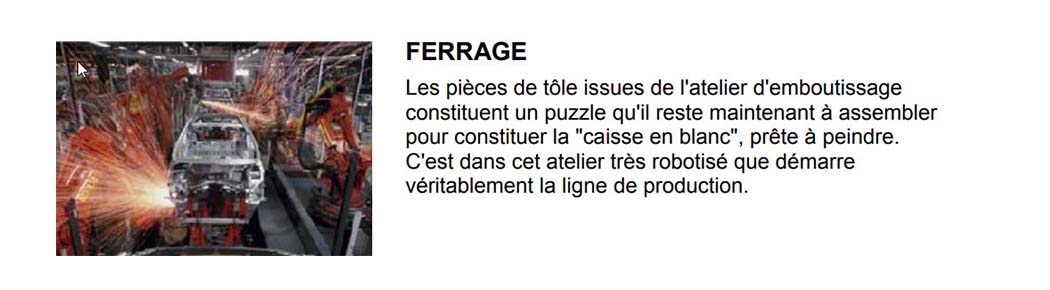 FERRAGE
Les pièces de tôle issues de l'atelier d'emboutissage
constituent un puzzle qu'il reste maintenant à assembler
pour constituer la "caisse en blanc", prête à peindre.
C'est dans cet atelier très robotisé que démarre
véritablement la ligne de production.